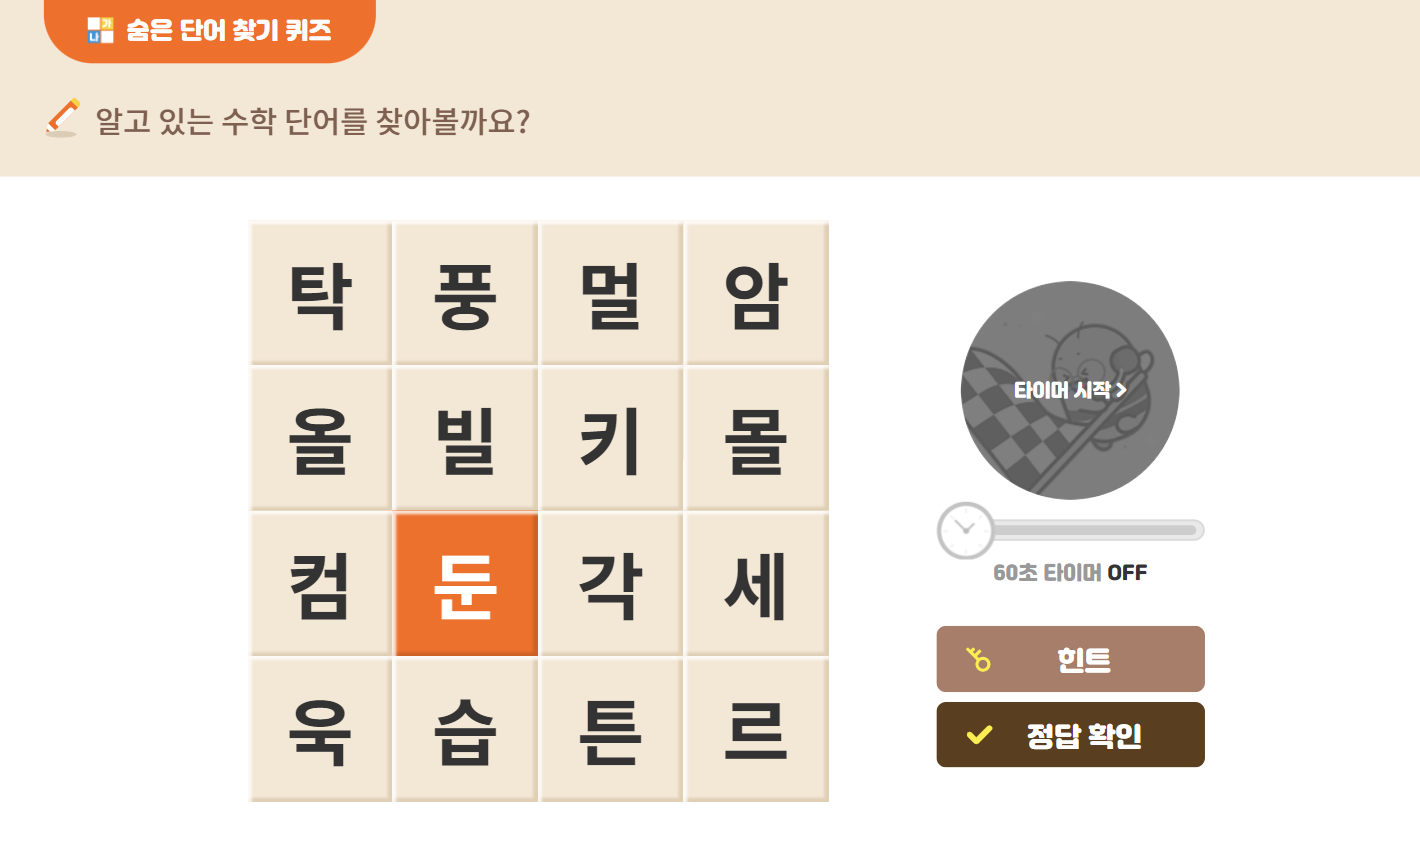 가
나
숨은 단어 찾기 퀴즈
알고 있는 수학 단어를 찾아볼까요?
탁 풍 멀 암
올 빌 키 몰
컴 둔 각 세
욱 습 튼 르
타이머 시작 >
60초 타이머 OFF
힌트
정답 확인